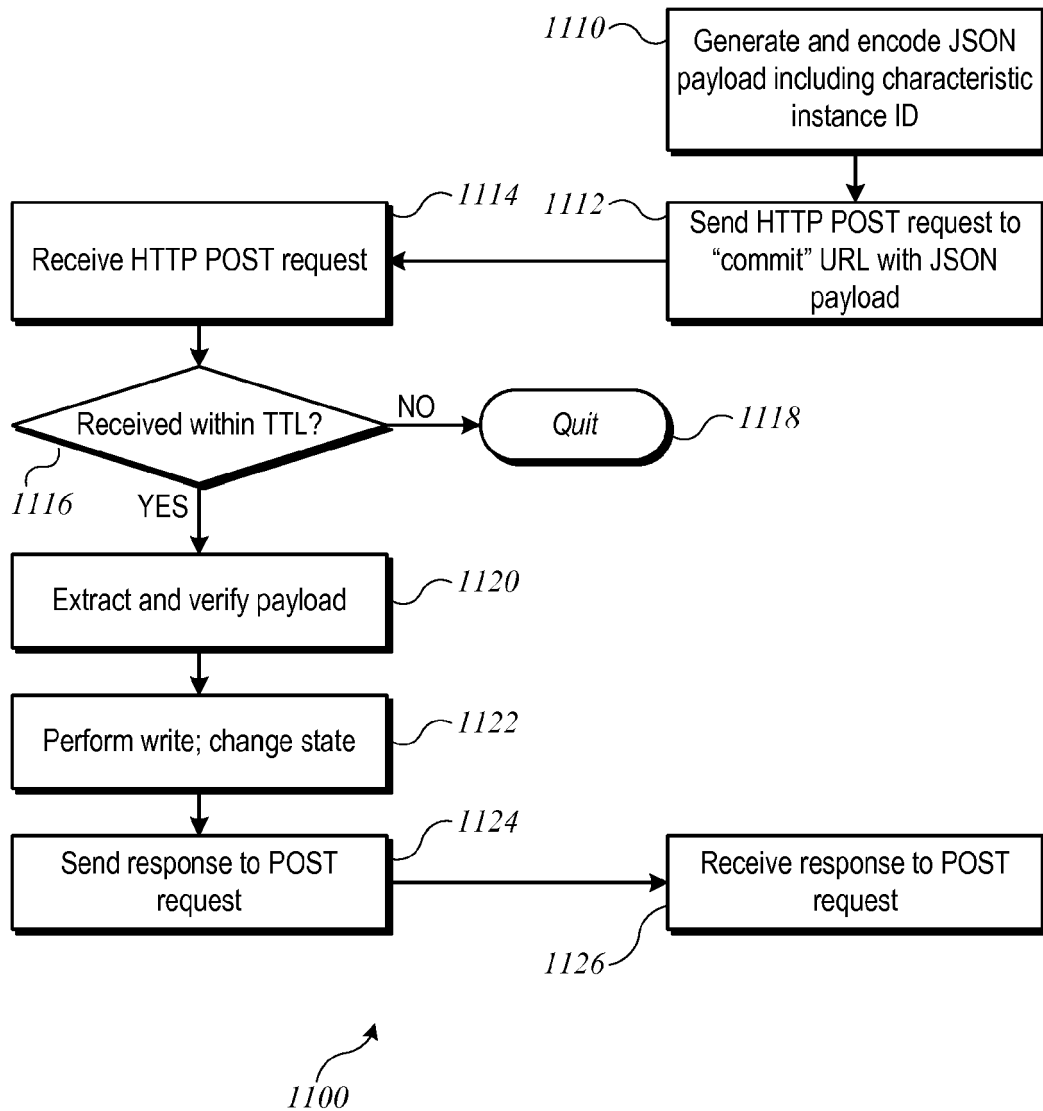 1110
Generate and encode JSON
payload including characteristic
instance ID
1114
1112
Receive HTTP POST request
Send HTTP POST request to
“commit” URL with JSON
payload
Received within TTL?
NO
Quit
1118
1116
YES
Extract and verify payload
1120
Perform write; change state
1122
1124
Send response to POST
request
Receive response to POST
request
1126
1100